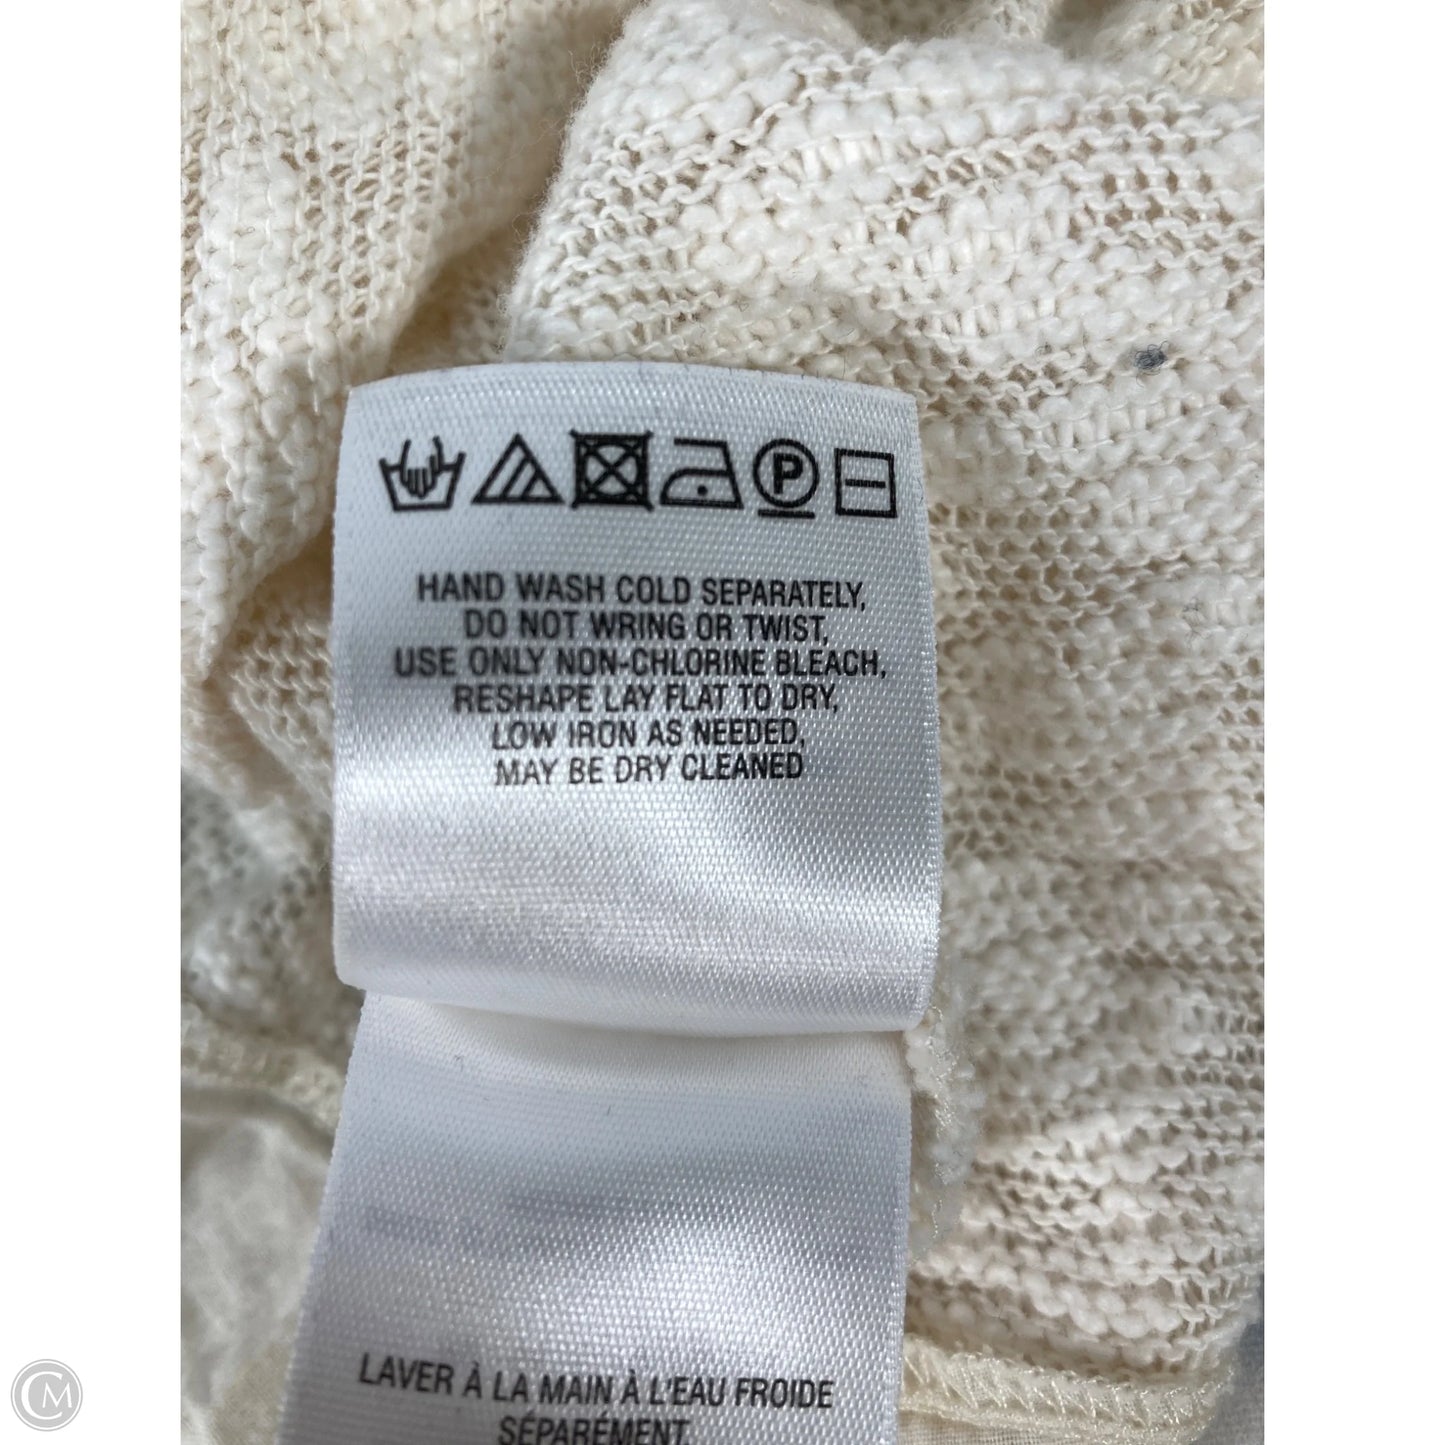 P
HAND WASH COLD SEPARATELY,
DO NOT WRING OR TWIST,
USE ONLY NON-CHLORINE BLEACH,
RESHAPE LAY FLAT TO DRY,
LOW IRON AS NEEDED,
MAY BE DRY CLEANED
LAVER À LA MAIN À L'EAU FROIDE
SÉPARÉMENT,
CM